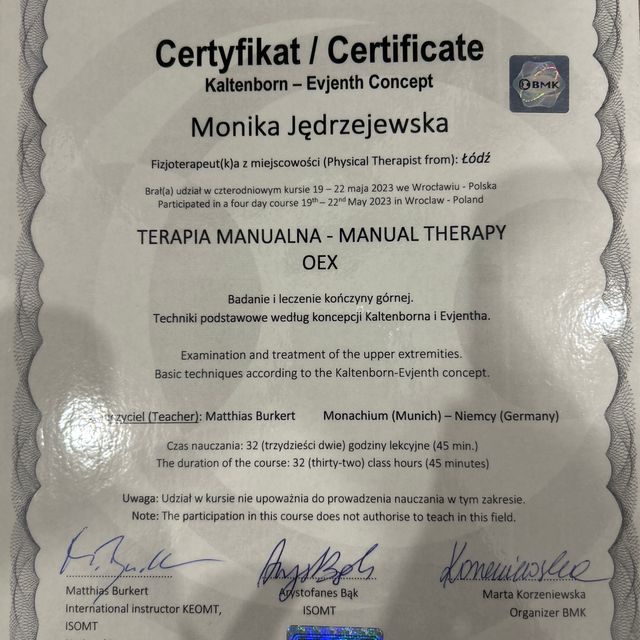 Certyfikat / Certificate
Kaltenborn – Evjenth Concept
BMK
Monika Jędrzejewska
Fizjoterapeut(k)a z miejscowości (Physical Therapist from): Łódź
Brał(a) udział w czterodniowym kursie 19 – 22 maja 2023 we Wrocławiu - Polska
Participated in a four day course 19th – 22nd May 2023 in Wroclaw - Poland
TERAPIA MANUALNA - MANUAL THERAPY
OEX
Badanie i leczenie kończyny górnej.
Techniki podstawowe według koncepcji Kaltenborna i Evjentha.
Examination and treatment of the upper extremities.
Basic techniques according to the Kaltenborn-Evjenth concept.
(Teacher): Matthias Burkert Monachium (Munich) – Niemcy (Germany)
Czas nauczania: 32 (trzydzieści dwie) godziny lekcyjne (45 min.)
The duration of the course: 32 (thirty-two) class hours (45 minutes)
Uwaga: Udział w kursie nie upoważnia do prowadzenia nauczania w tym zakresie.
Note: The participation in this course does not authorise to teach in this field.
Matthias Burkert Arystofanes Bąk Marta Korzeniewska
International instructor KEOMT, ISOMT Organizer BMK
ISOMT